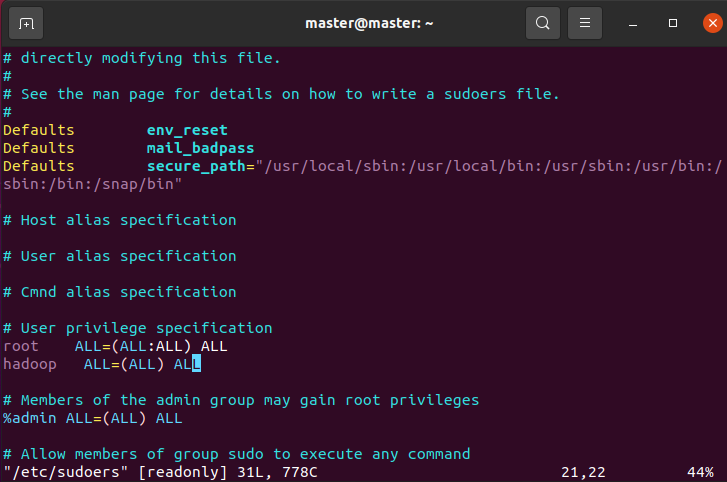 master@master: ~
# directly modifying this file.
#
# See the man page for details on how to write a sudoers file.
#
Defaults        env_reset
Defaults        mail_badpass
Defaults        secure_path="/usr/local/sbin:/usr/local/bin:/usr/sbin:/usr/bin:/
sbin:/bin:/snap/bin"
# Host alias specification
# User alias specification
# Cmnd alias specification
# User privilege specification
root    ALL=(ALL:ALL) ALL
hadoop   ALL=(ALL) ALL
# Members of the admin group may gain root privileges
%admin ALL=(ALL) ALL
# Allow members of group sudo to execute any command
"/etc/sudoers" [readonly] 31L, 778C                           21,22         44%